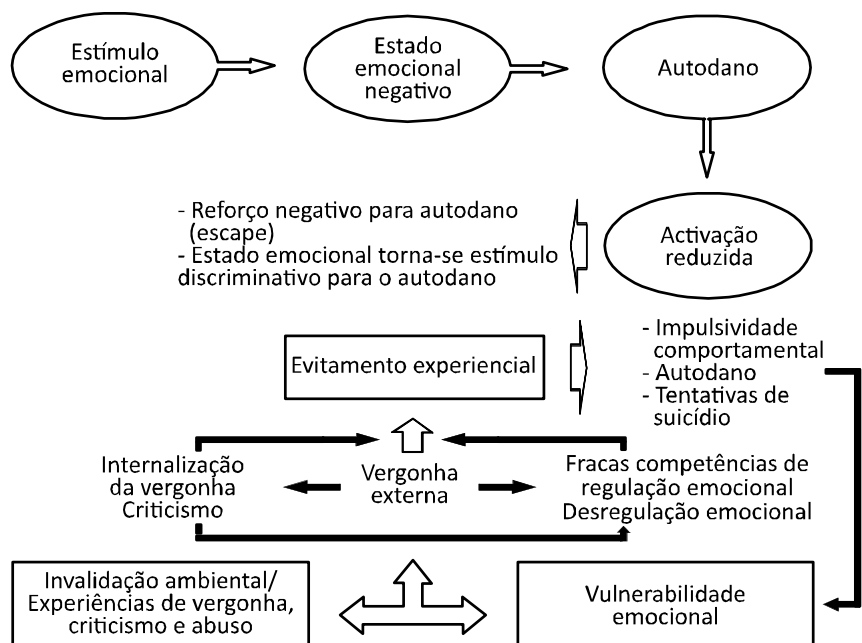 Estímulo
emocional
Estado
emocional
negativo
Autodano
- Reforço negativo para autodano
(escape)
- Estado emocional torna-se estímulo
discriminativo para o autodano
Activação
reduzida
Evitamento experiencial
- Impulsividade
comportamental
- Autodano
- Tentativas de
suicídio
Internalização
da vergonha
Criticismo
Vergonha
externa
Fracas competências de
regulação emocional
Desregulação emocional
Invalidação ambiental/
Experiências de vergonha,
criticismo e abuso
Vulnerabilidade
emocional